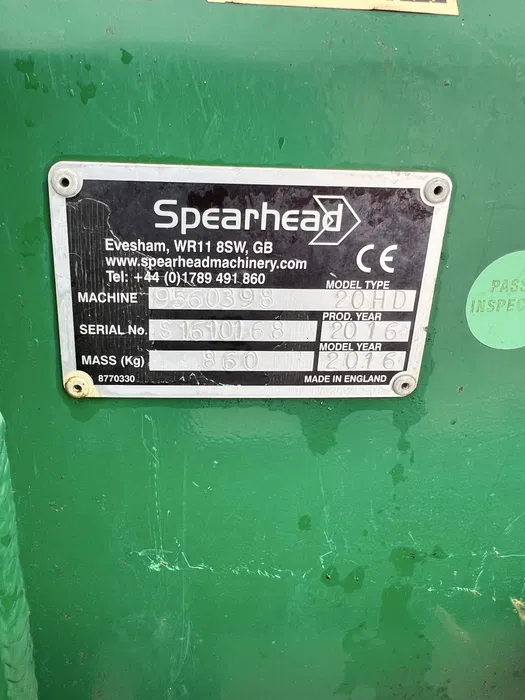 Spearhead
Evesham, WR11 8SW, GB
www.spearheadmachinery.com
Tel: +44 (0)1789 491 860
CE
MODEL TYPE
MACHINE 9560398 20HD
PROD. YEAR
SERIAL No. S1610168 2016
MODEL YEAR
MASS (Kg) 860 2016
8770330 MADE IN ENGLAND
PASS
INSPEC